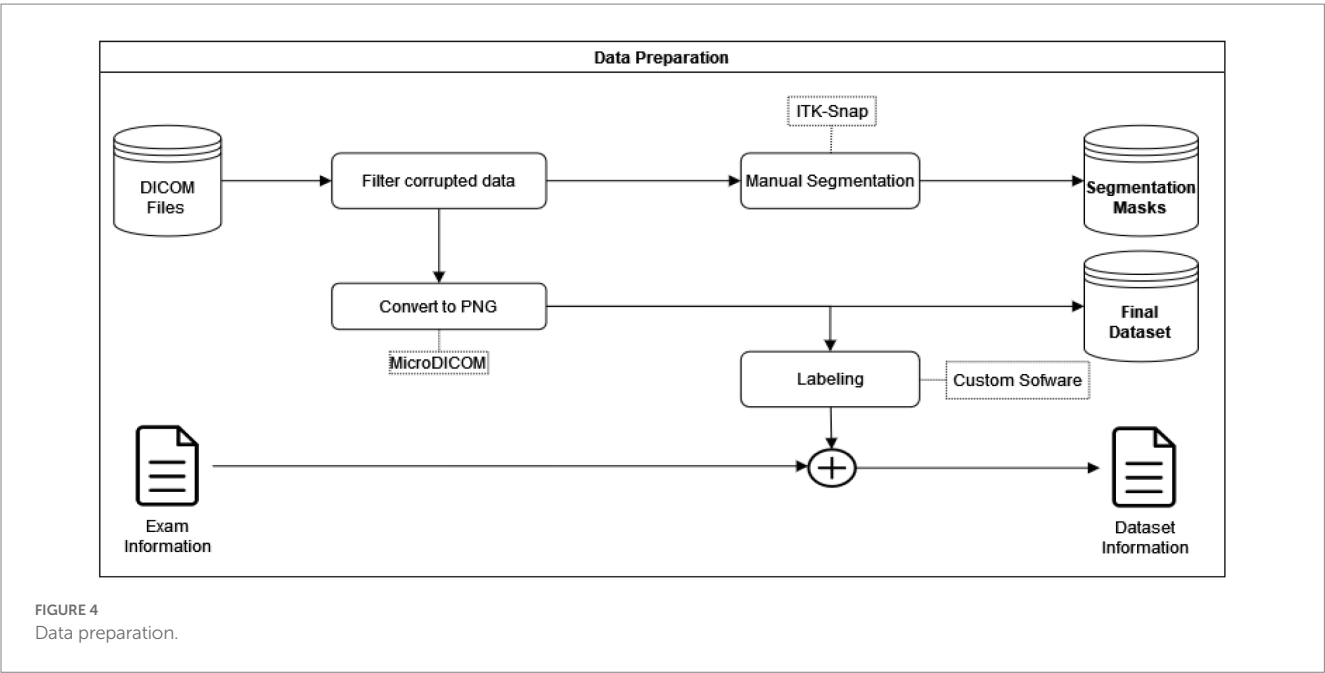 Data Preparation
ITK-Snap
DICOM
Files
Filter corrupted data
Manual Segmentation
Segmentation
Masks
Convert to PNG
Final
Dataset
MicroDICOM
Labeling
Custom Sofware
Exam
Information
Dataset
Information
FIGURE 4
Data preparation.